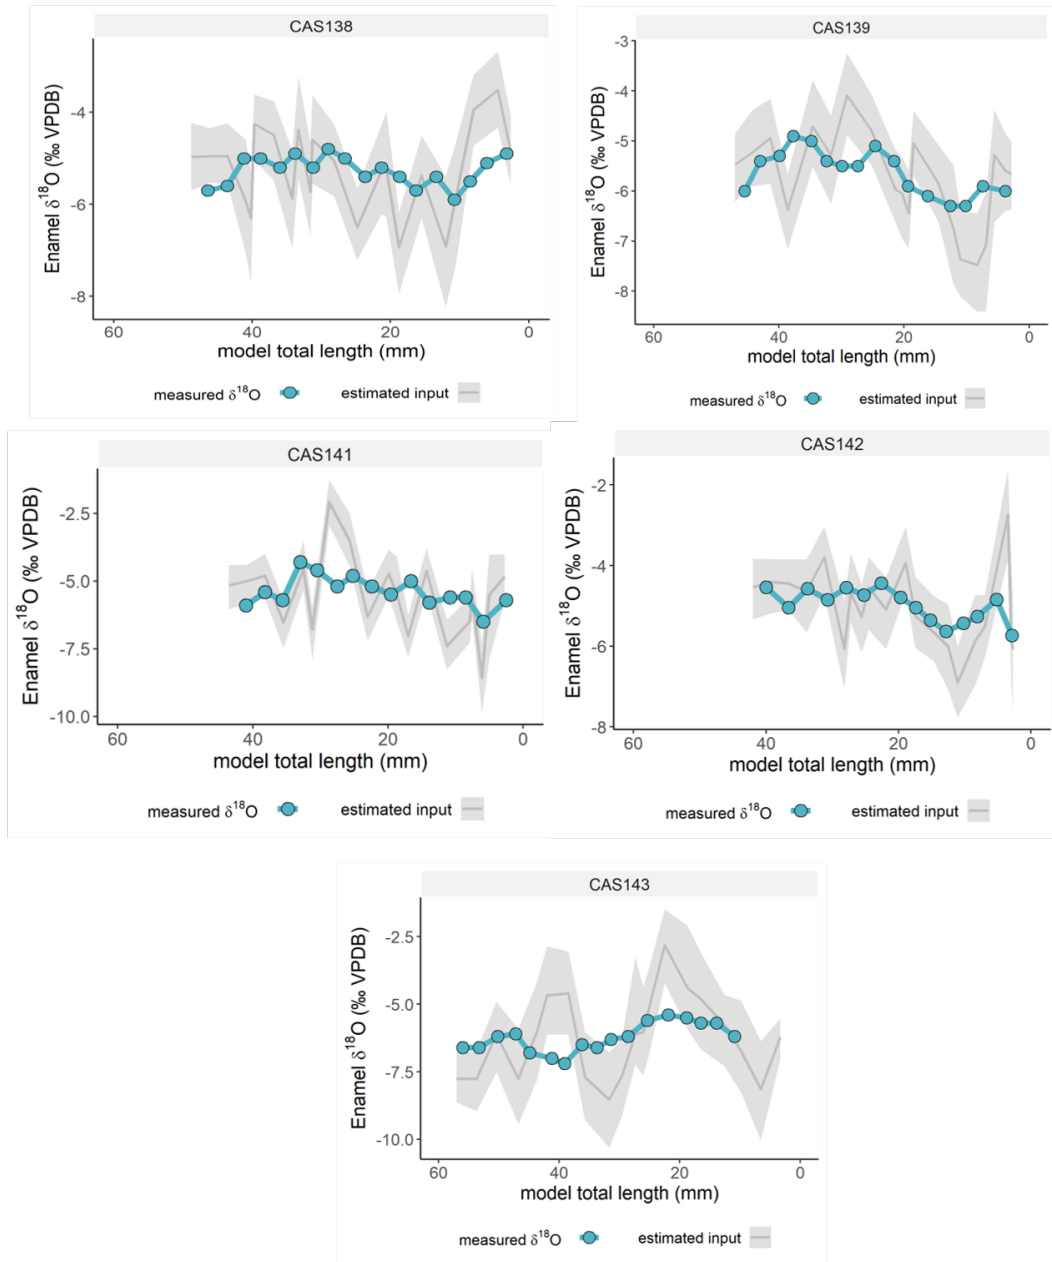 CAS138
Enamel δ18O (‰ VPDB)
-4
-6
-8
60 40 20 0
model total length (mm)
measured δ18O estimated input
CAS139
Enamel δ18O (‰ VPDB)
-3
-4
-5
-6
-7
-8
60 40 20 0
model total length (mm)
measured δ18O estimated input
CAS141
Enamel δ18O (‰ VPDB)
-2.5
-5.0
-7.5
-10.0
60 40 20 0
model total length (mm)
measured δ18O estimated input
CAS142
Enamel δ18O (‰ VPDB)
-2
-4
-6
-8
60 40 20 0
model total length (mm)
measured δ18O estimated input
CAS143
Enamel δ18O (‰ VPDB)
-2.5
-5.0
-7.5
-10.0
60 40 20 0
model total length (mm)
measured δ18O estimated input